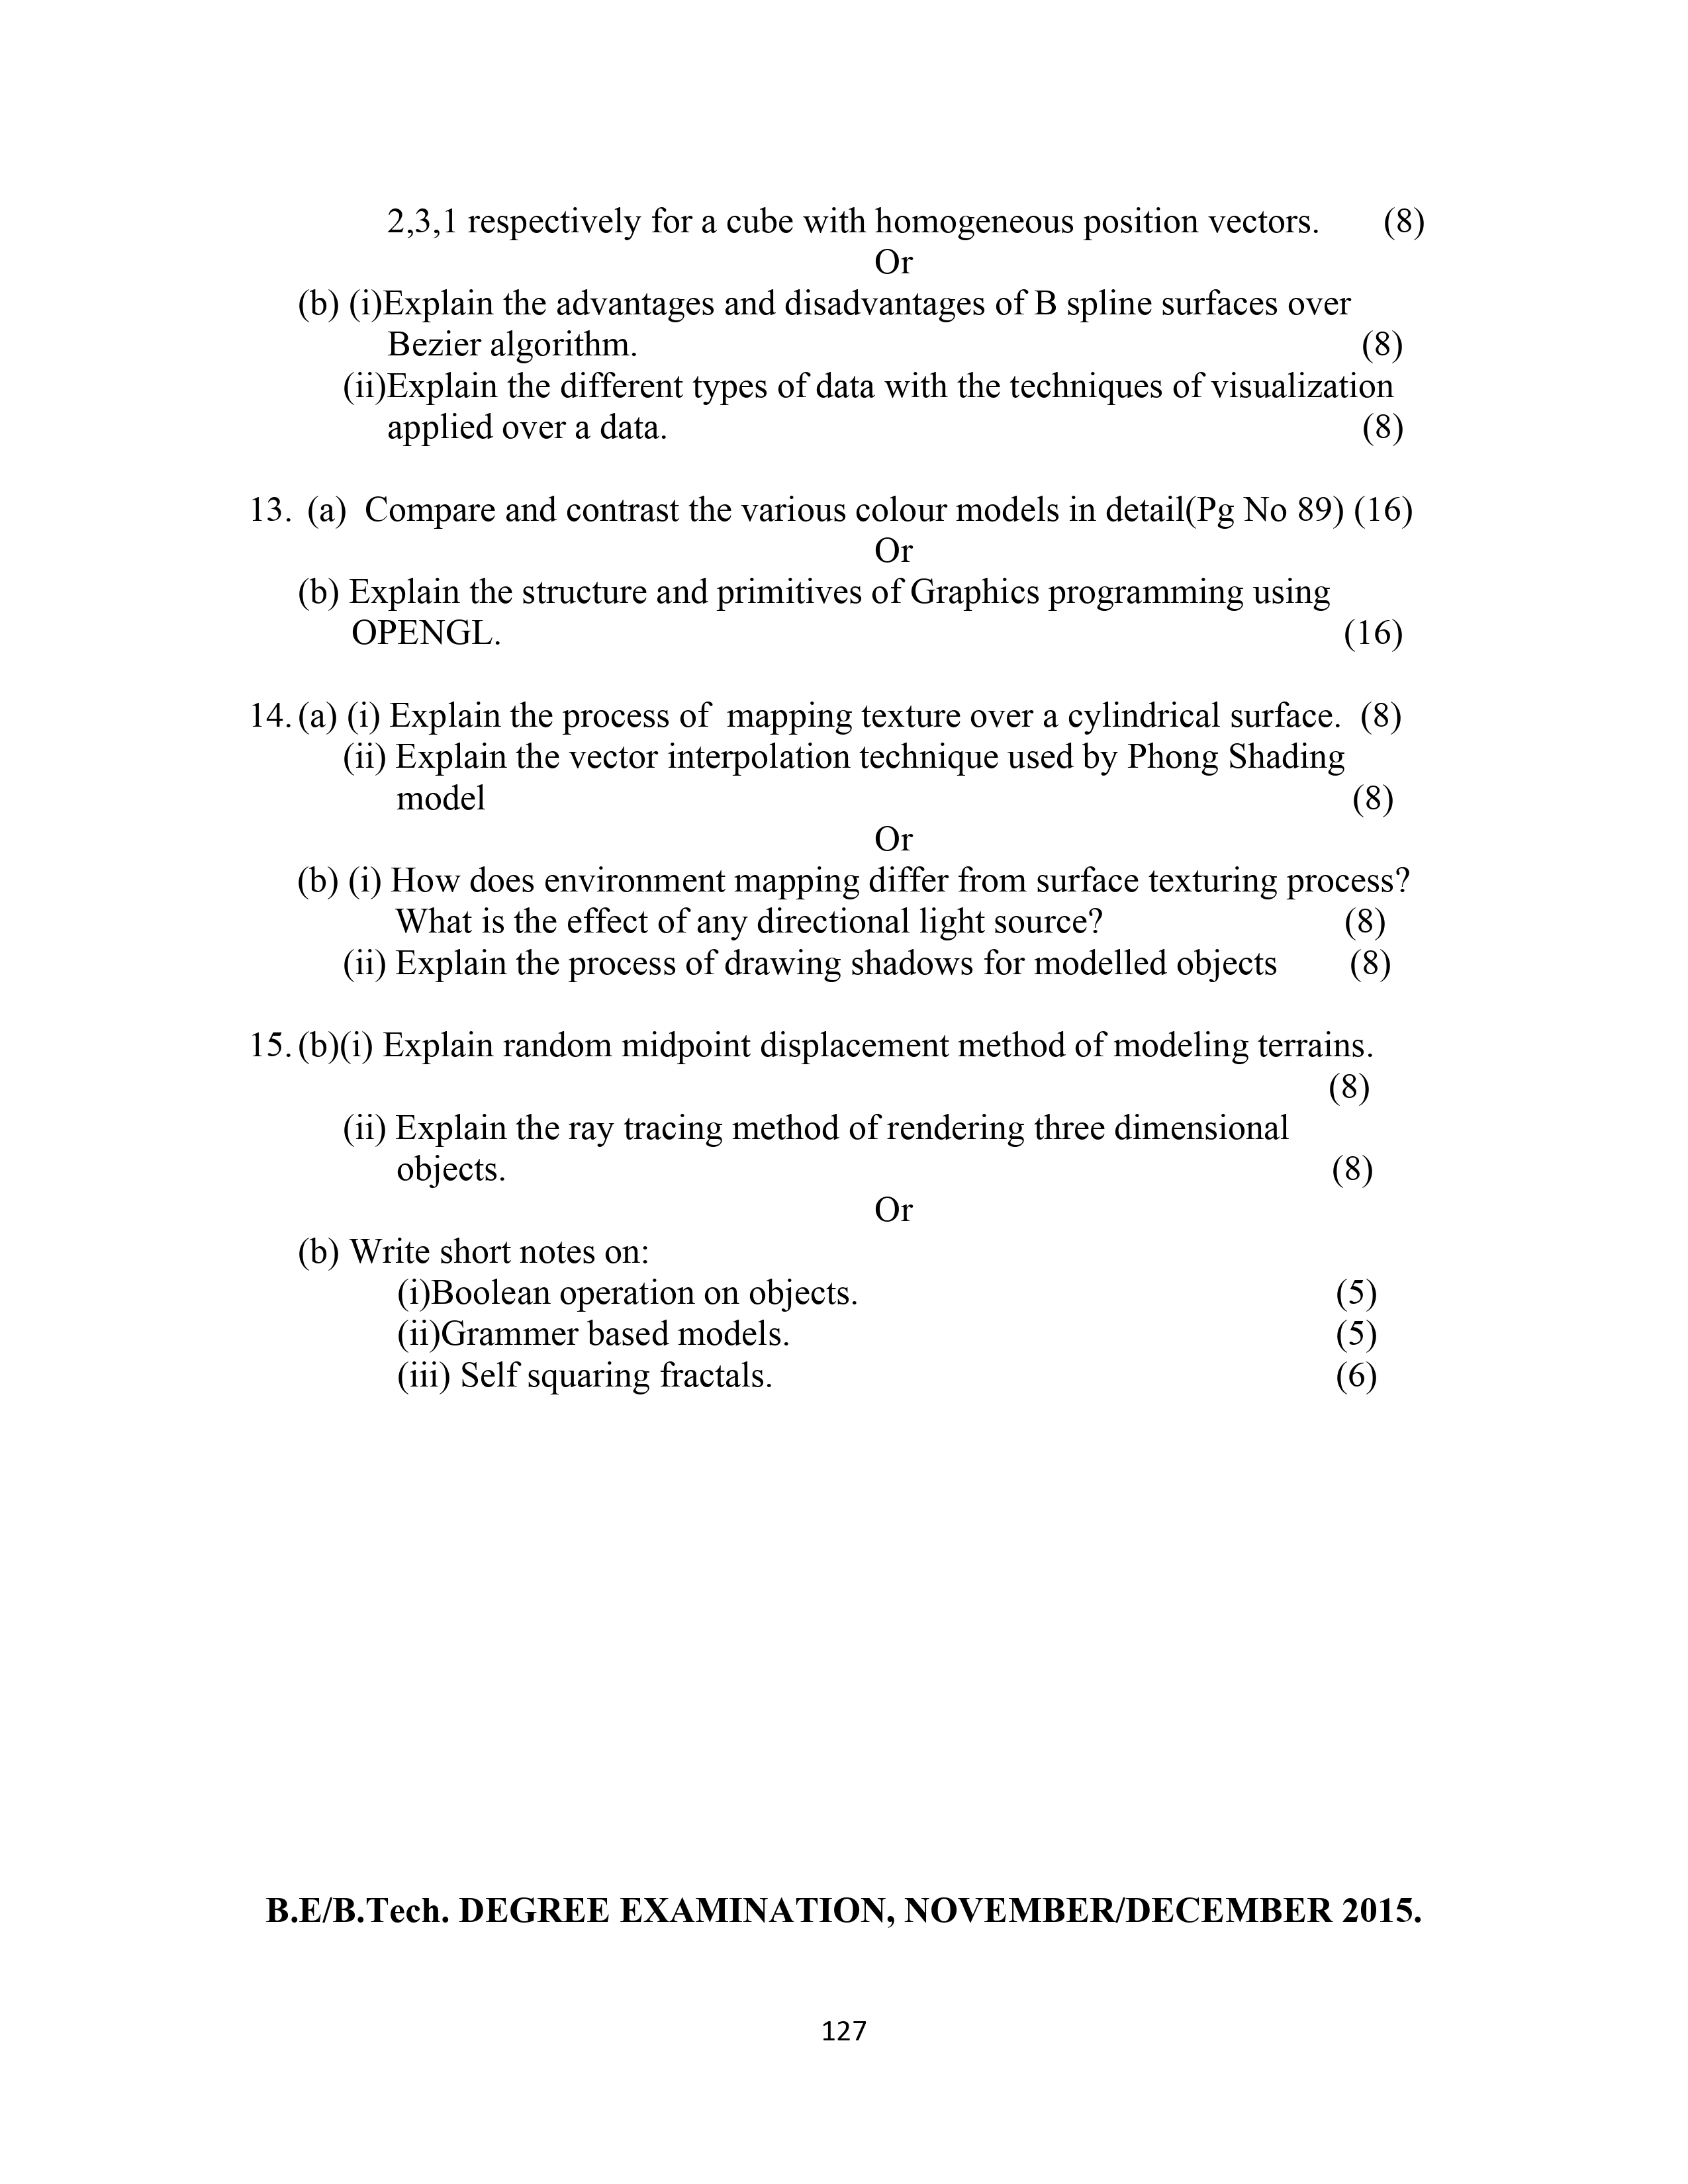 2,3,1 respectively for a cube with homogeneous position vectors. (8)
Or
(b) (i)Explain the advantages and disadvantages of B spline surfaces over
Bezier algorithm. (8)
(ii)Explain the different types of data with the techniques of visualization
applied over a data. (8)
13. (a) Compare and contrast the various colour models in detail(Pg No 89) (16)
Or
(b) Explain the structure and primitives of Graphics programming using
OPENGL. (16)
14. (a) (i) Explain the process of mapping texture over a cylindrical surface. (8)
(ii) Explain the vector interpolation technique used by Phong Shading
model (8)
Or
(b) (i) How does environment mapping differ from surface texturing process?
What is the effect of any directional light source? (8)
(ii) Explain the process of drawing shadows for modelled objects (8)
15. (b)(i) Explain random midpoint displacement method of modeling terrains.
(8)
(ii) Explain the ray tracing method of rendering three dimensional
objects. (8)
Or
(b) Write short notes on:
(i)Boolean operation on objects. (5)
(ii)Grammer based models. (5)
(iii) Self squaring fractals. (6)
B.E/B.Tech. DEGREE EXAMINATION, NOVEMBER/DECEMBER 2015.
127